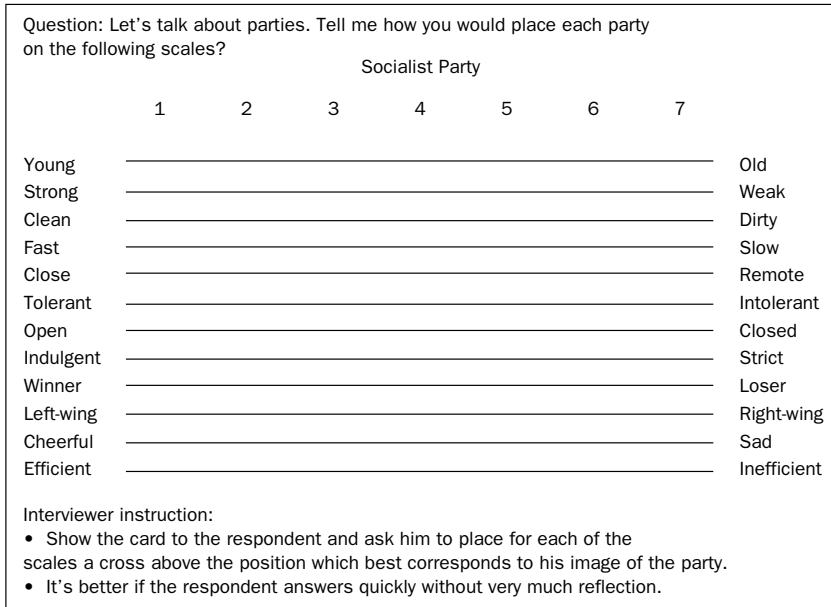 Question: Let's talk about parties. Tell me how you would place each party
on the following scales?
Socialist Party
1 2 3 4 5 6 7
Young Old
Strong Weak
Clean Dirty
Fast Slow
Close Remote
Tolerant Intolerant
Open Closed
Indulgent Strict
Winner Loser
Left-wing Right-wing
Cheerful Sad
Efficient Inefficient
Interviewer instruction:
• Show the card to the respondent and ask him to place for each of the
scales a cross above the position which best corresponds to his image of the party.
• It's better if the respondent answers quickly without very much reflection.